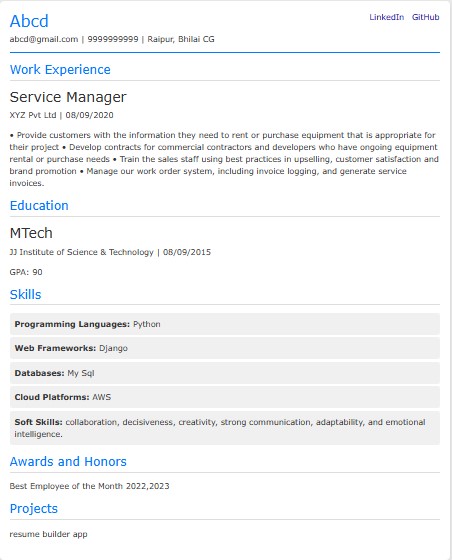 Abcd
LinkedIn GitHub
abcd@gmail.com | 9999999999 | Raipur, Bhilai CG
Work Experience
Service Manager
XYZ Pvt Ltd | 08/09/2020
• Provide customers with the information they need to rent or purchase equipment that is appropriate for
their project • Develop contracts for commercial contractors and developers who have ongoing equipment
rental or purchase needs • Train the sales staff using best practices in upselling, customer satisfaction and
brand promotion • Manage our work order system, including invoice logging, and generate service
invoices.
Education
MTech
JJ Institute of Science & Technology | 08/09/2015
GPA: 90
Skills
Programming Languages: Python
Web Frameworks: Django
Databases: My Sql
Cloud Platforms: AWS
Soft Skills: collaboration, decisiveness, creativity, strong communication, adaptability, and emotional
intelligence.
Awards and Honors
Best Employee of the Month 2022,2023
Projects
resume builder app